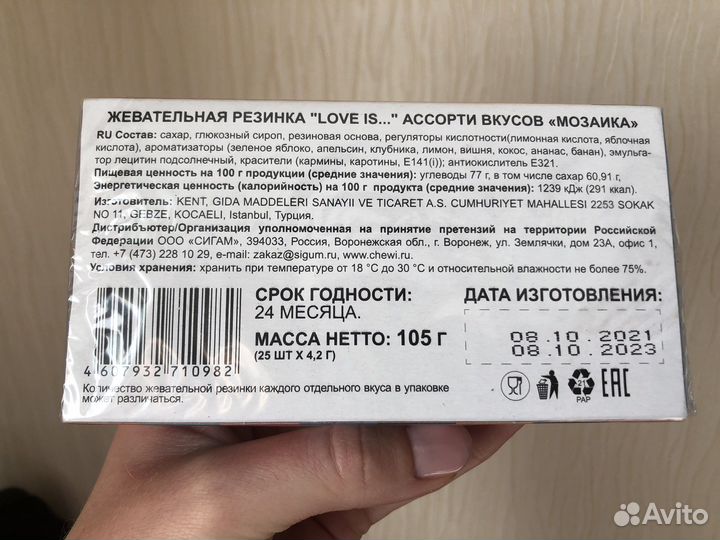 ЖЕВАТЕЛЬНАЯ РЕЗИНКА "LOVE IS..." АССОРТИ ВКУСОВ «МОЗАИКА»
RU Состав: сахар, глюкозный сироп, резиновая основа, регуляторы кислотности(лимонная кислота, яблочная
кислота), ароматизаторы (зеленое яблоко, апельсин, клубника, лимон, вишня, кокос, ананас, банан), эмульга-
тор лецитин подсолнечный, красители (кармины, каротины, Е141(i)); антиокислитель Е321.
Пищевая ценность на 100 г продукции (средние значения): углеводы 77 г, в том числе сахар 60,91 г.
Энергетическая ценность (калорийность) на 100 г продукта (средние значения): 1239 кДж (291 ккал).
Изготовитель: KENT, GIDA MADDELERI SANAYII VE TICARET A.S. CUMHURIYET MAHALLESI 2253 SOKAK
NO 11, GEBZE, KOCAELI, Istanbul, Турция.
Дистрибьютер/Организация уполномоченная на принятие претензий на территории Российской
Федерации ООО «СИГАМ», 394033, Россия, Воронежская обл., г. Воронеж, ул. Землячки, дом 23А, офис 1,
тел. +7 (473) 228 10 29, e-mail: zakaz@sigum.ru, www.chewi.ru.
Условия хранения: хранить при температуре от 18 °С до 30 °С и относительной влажности не более 75%.
СРОК ГОДНОСТИ:
24 МЕСЯЦА.
МАССА НЕТТО: 105 Г
(25 ШТ Х 4,2 Г)
ДАТА ИЗГОТОВЛЕНИЯ:
08.10.2021
08.10.2023
4 607932 710982
21
PAP
EAC
Количество жевательной резинки каждого отдельного вкуса в упаковке
может различаться.
Avito